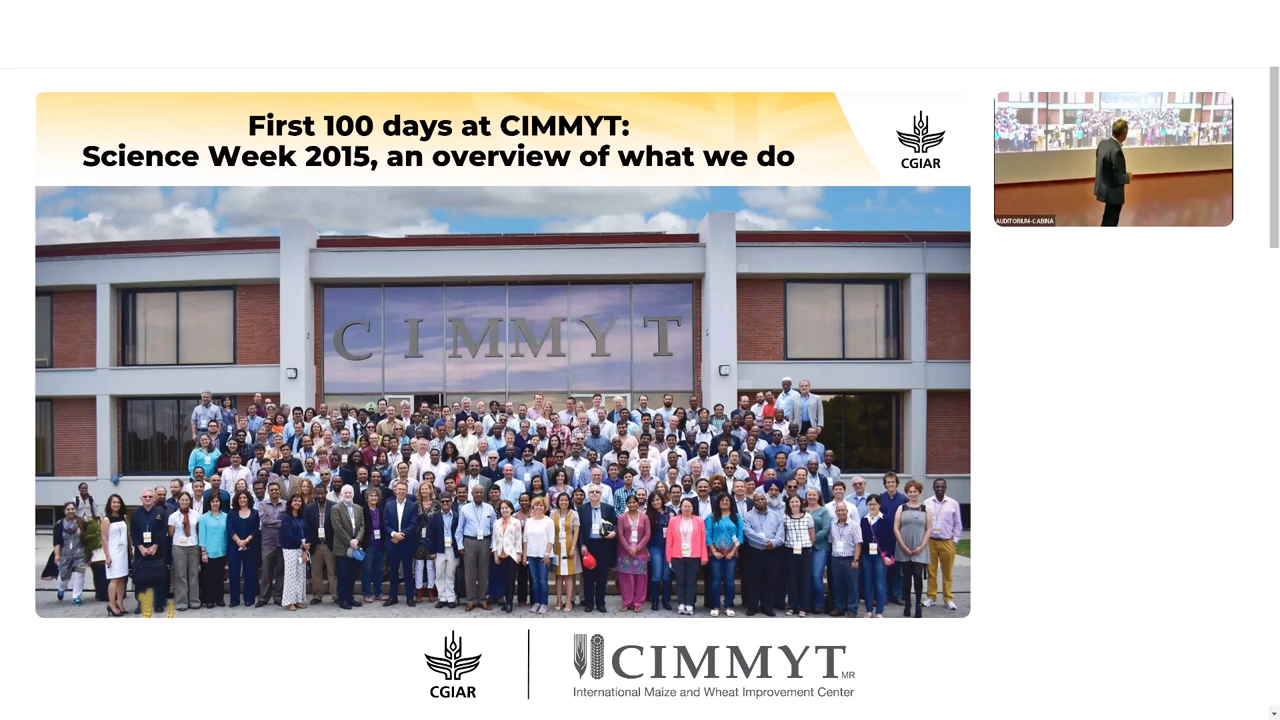 First 100 days at CIMMYT:
Science Week 2015, an overview of what we do
CGIAR
CIMMYT
AUDITORIUM-CABINA
CGIAR
CIMMYT MR
International Maize and Wheat Improvement Center